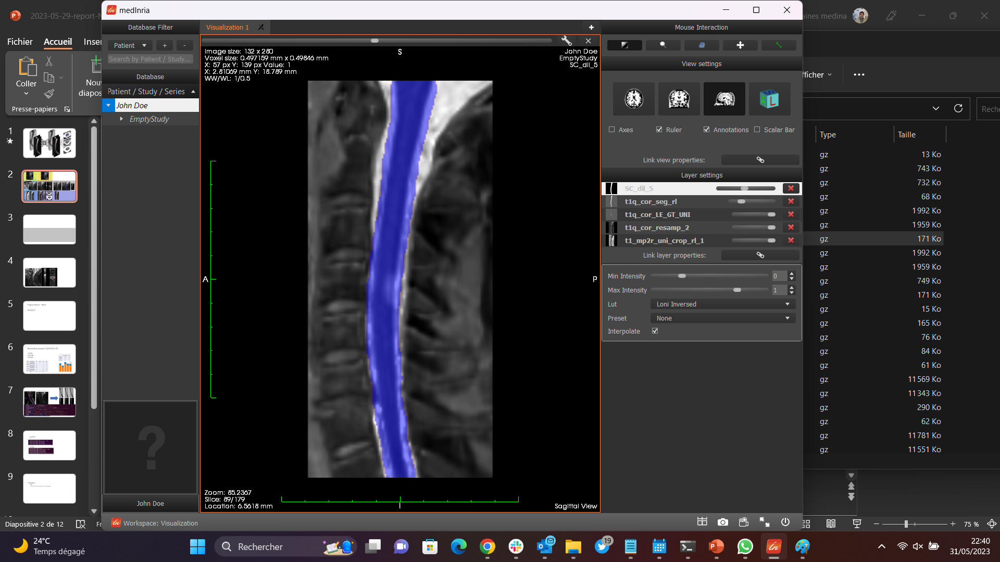 2023-05-29-report-N
medInria
aines medina
Fichier
Accueil
Inser
Coller
Nouv
diapos
Presse-papiers
Database Filter
Patient
+
-
Search by Patient / Study...
Database
Patient / Study / Series
John Doe
EmptyStudy
?
John Doe
Visualization 1
+
Image size: 132 x 280
Voxel size: 0.497159 mm x 0.49846 mm
X: 57 px Y: 139 px Value: 1
X: 2.81069 mm Y: 18.789 mm
WW/WL: 1/0.5
S
John Doe
EmptyStudy
SC_dil_5
A
P
Zoom: 85.2367
Slice: 89/179
Location: 6.5618 mm
I
Sagittal View
Mouse Interaction
View settings
Axes
Ruler
Annotations
Scalar Bar
Link view properties:
Layer settings
SC_dil_5
t1q_cor_seg_rl
t1q_cor_LE_GT_UNI
t1q_cor_resamp_2
t1_mp2r_uni_crop_rl_1
Link layer properties:
Min Intensity
0
Max Intensity
1
Lut
Loni Inversed
Preset
None
Interpolate
fficher
Reche
Type
Taille
gz 13 Ko
gz 743 Ko
gz 732 Ko
gz 68 Ko
gz 1 992 Ko
gz 1 959 Ko
gz 171 Ko
gz 1 992 Ko
gz 1 959 Ko
gz 749 Ko
gz 171 Ko
gz 15 Ko
gz 165 Ko
gz 76 Ko
gz 84 Ko
gz 61 Ko
gz 11 569 Ko
gz 11 343 Ko
gz 290 Ko
gz 62 Ko
gz 11 781 Ko
gz 11 551 Ko
1
2
3
4
5
6
7
8
9
Diapositive 2 de 12
Fr
Workspace: Visualization
75 %
24°C
Temps dégagé
Rechercher
19
22:40
31/05/2023